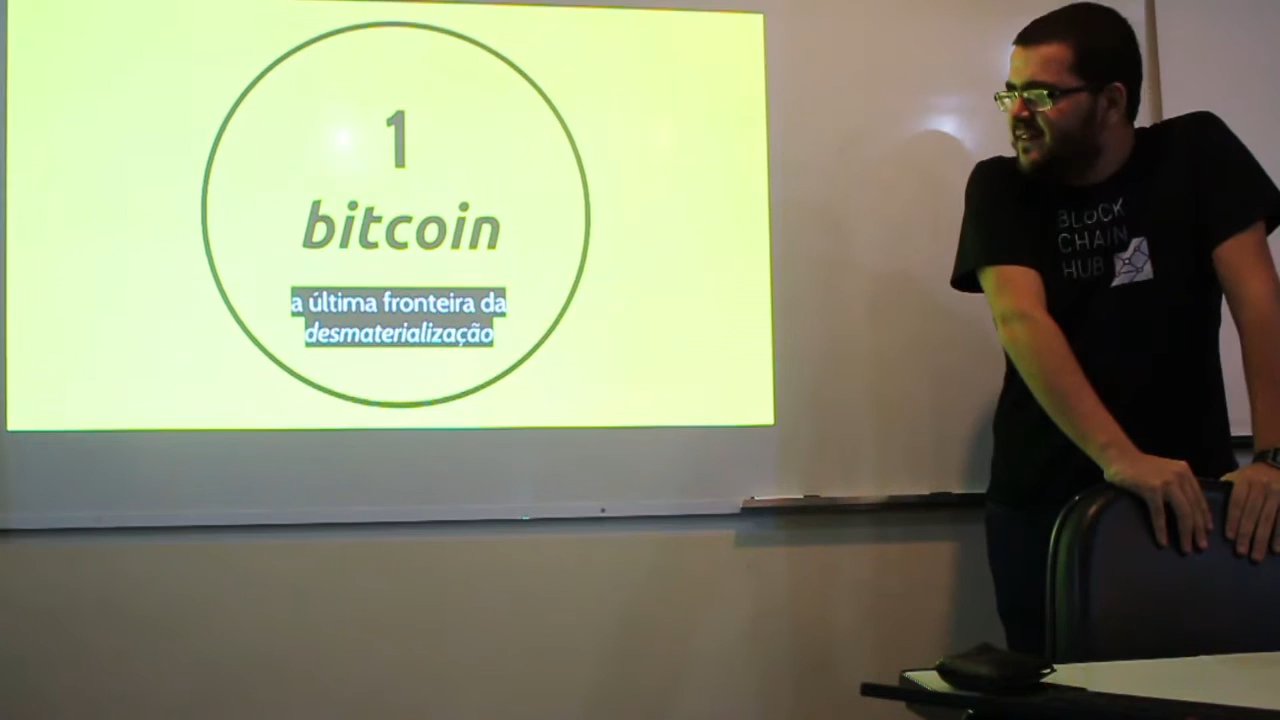 1
bitcoin
a última fronteira da
desmaterialização
BLOCK
CHAIN
HUB